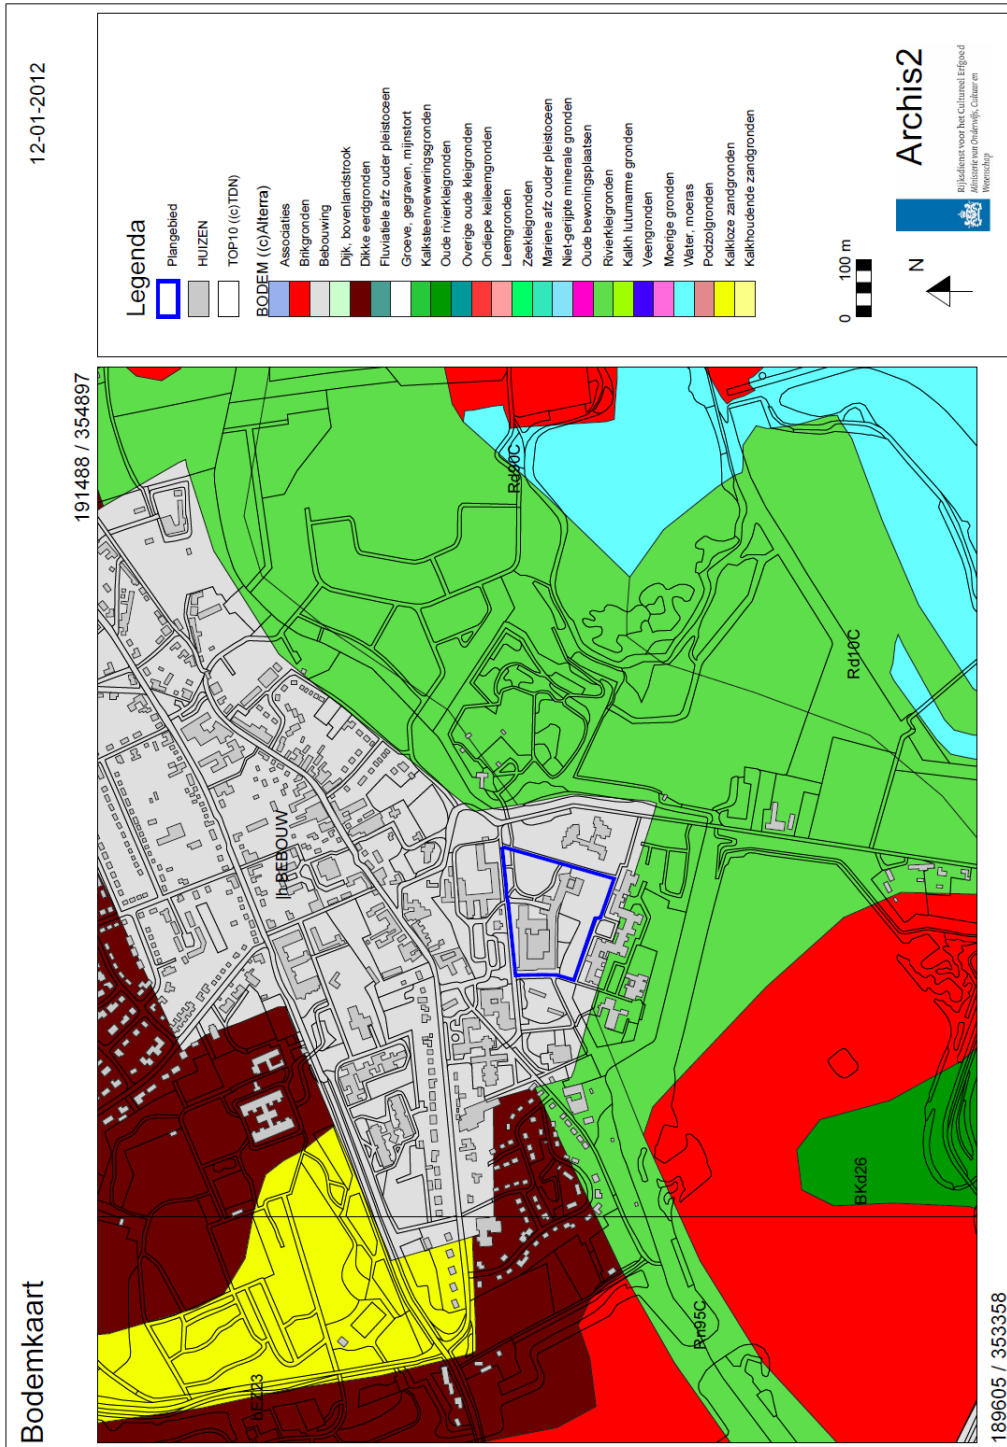 Bodemkaart
12-01-2012
191488 / 354897
Legenda
Plangebied
HUIZEN
TOP10 ((c)TDN)
BODEM ((c)Alterra)
Associaties
Brikgronden
Bebouwing
Dijk, bovenlandstrook
Dikke eerdgronden
Fluviatiele afz ouder pleistoceen
Groeve, gegraven, mijnstort
Kalksteenverweringsgronden
Oude rivierkleigronden
Overige oude kleigronden
Ondiepe keileemgronden
Leemgronden
Zeekleigronden
Mariene afz ouder pleistoceen
Niet-gerijpte minerale gronden
Oude bewoningsplaatsen
Rivierkleigronden
Kalkh lutumarme gronden
Veengronden
Moerige gronden
Water, moeras
Podzolgronden
Kalkloze zandgronden
Kalkhoudende zandgronden
0 100 m
N
Archis2
Rijksdienst voor het Cultureel Erfgoed
Ministerie van Onderwijs, Cultuur en
Wetenschap
|h BEBOUW
Rd90C
Rd10C
bEZ23
Rn95C
BKd26
189605 / 353358